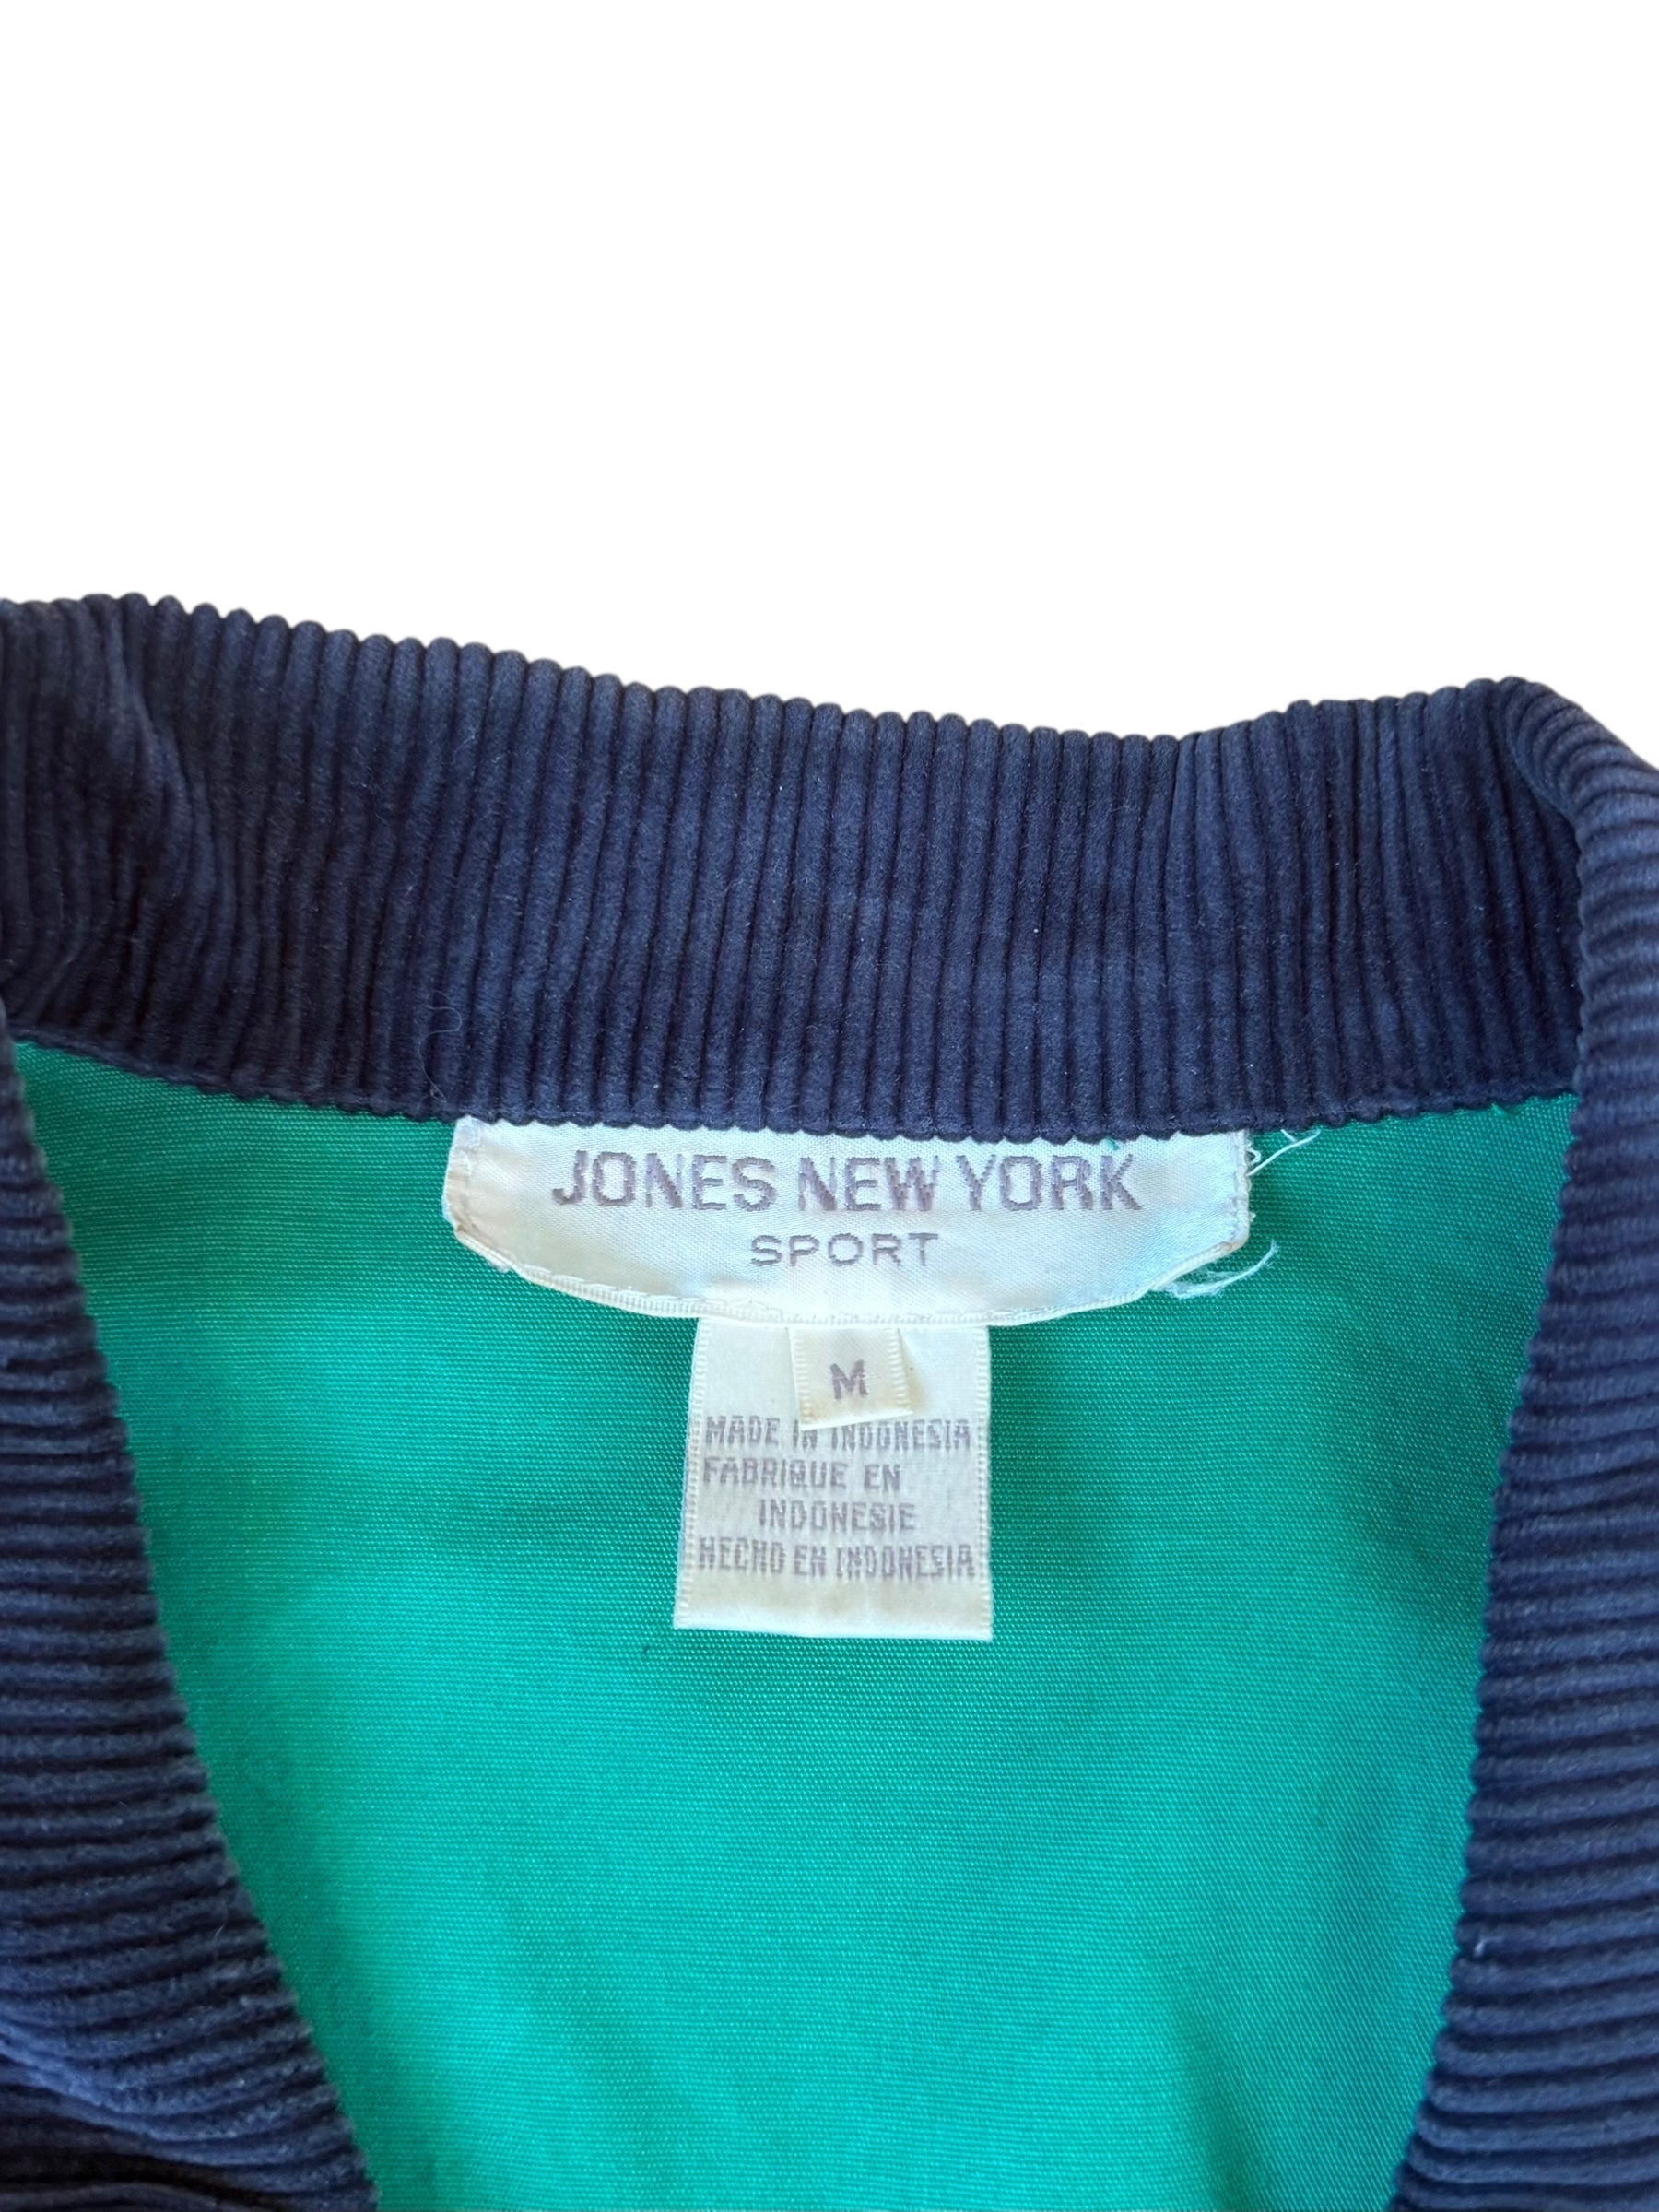 JONES NEW YORK
SPORT
M
MADE IN INDONESIA
FABRIQUE EN
INDONESIE
HECHO EN INDONESIA